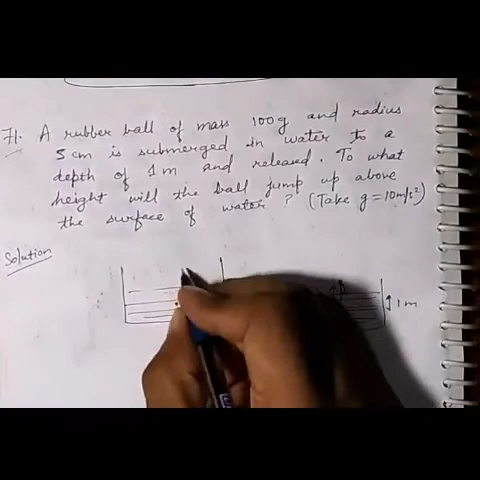 71. A rubber ball of mass 100g and radius
5 cm is submerged in water to a
depth of 1m and released. To what
height will the ball jump up above
the surface of water? (Take g=10m/s²)
Solution
1m